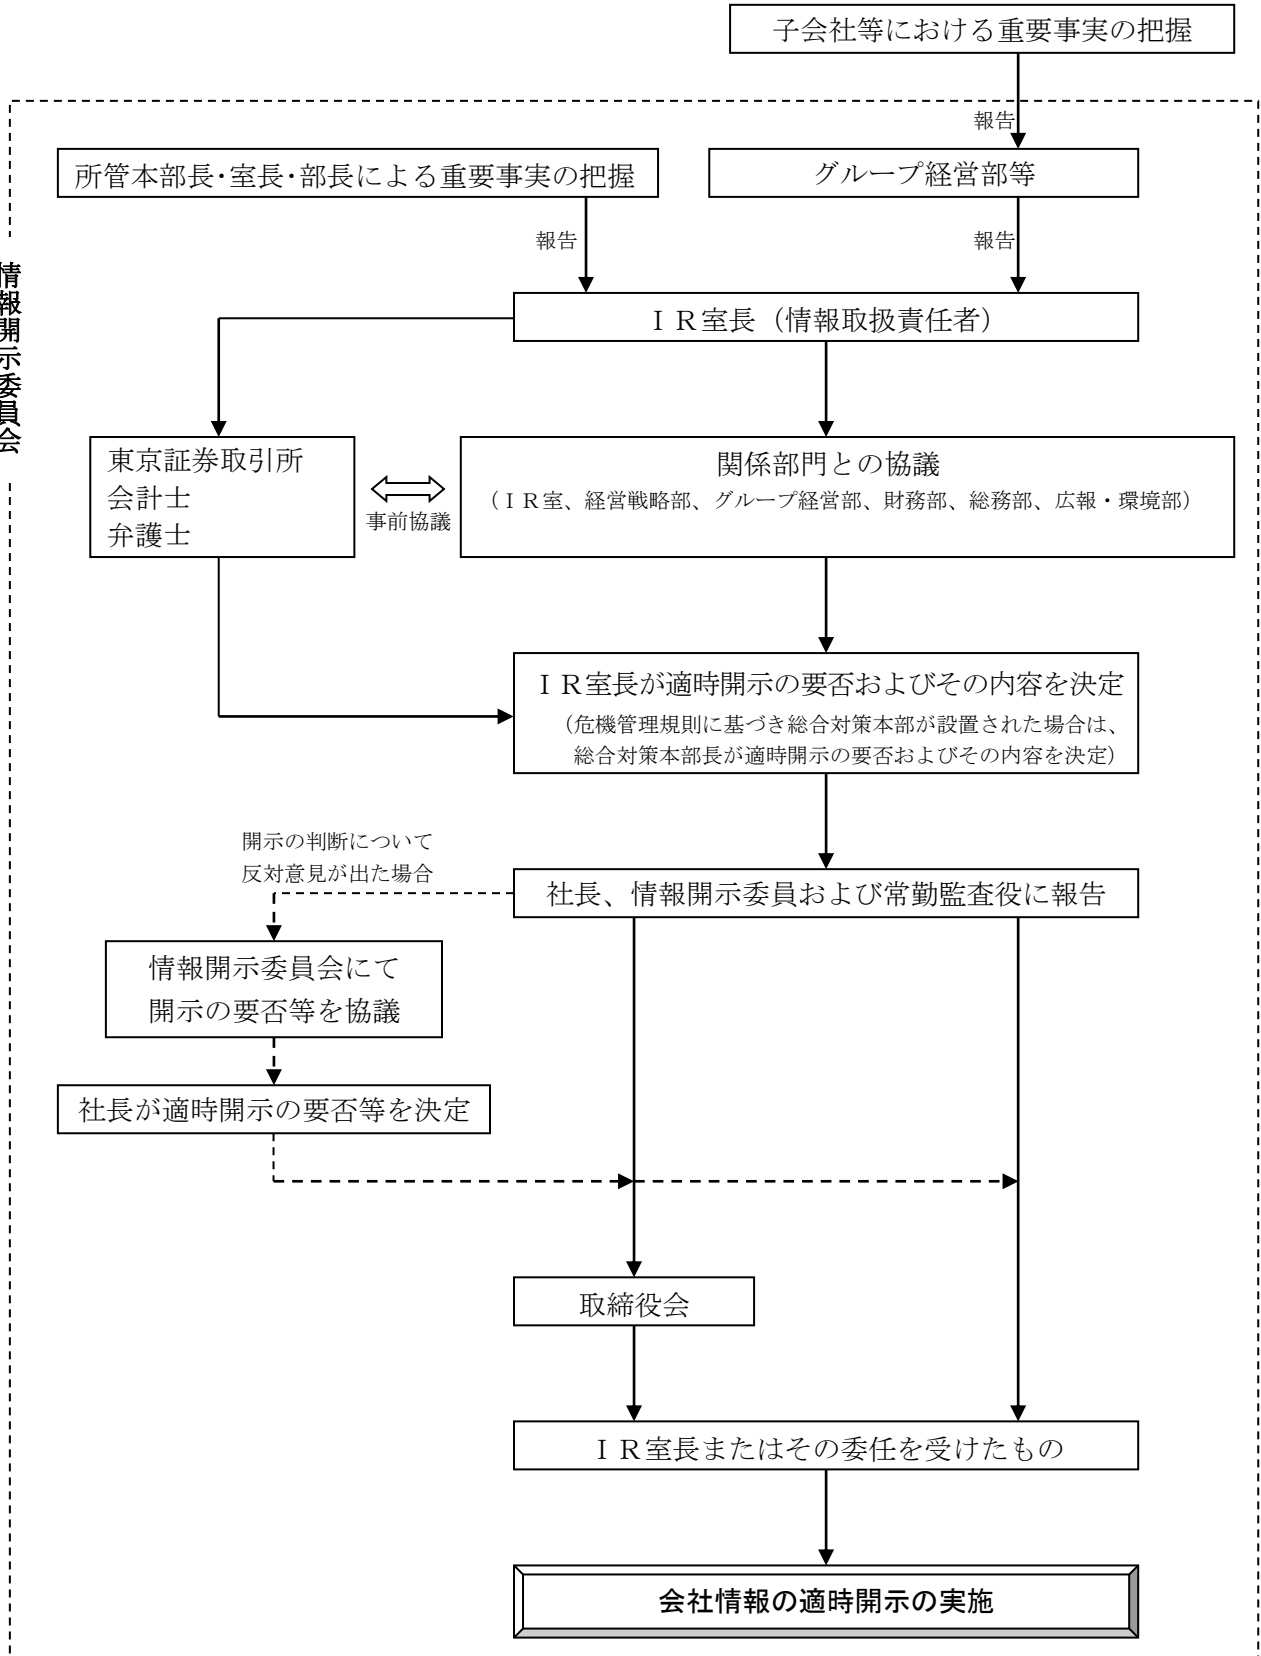 子会社等における重要事実の把握
報告
所管本部長・室長・部長による重要事実の把握
グループ経営部等
報告
報告
情報開示委員会
ＩＲ室長（情報取扱責任者）
東京証券取引所
会計士
弁護士
事前協議
関係部門との協議
（ＩＲ室、経営戦略部、グループ経営部、財務部、総務部、広報・環境部）
ＩＲ室長が適時開示の要否およびその内容を決定
（危機管理規則に基づき総合対策本部が設置された場合は、
総合対策本部長が適時開示の要否およびその内容を決定）
開示の判断について
反対意見が出た場合
社長、情報開示委員および常勤監査役に報告
情報開示委員会にて
開示の要否等を協議
社長が適時開示の要否等を決定
取締役会
ＩＲ室長またはその委任を受けたもの
会社情報の適時開示の実施